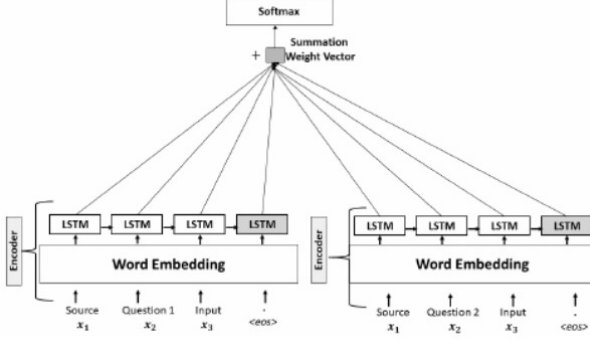 Softmax
+
Summation
Weight Vector
Encoder
LSTM LSTM LSTM LSTM
Word Embedding
Source Question 1 Input .
x₁ x₂ x₃ <eos>
Encoder
LSTM LSTM LSTM LSTM
Word Embedding
Source Question 2 Input .
x₁ x₂ x₃ <eos>